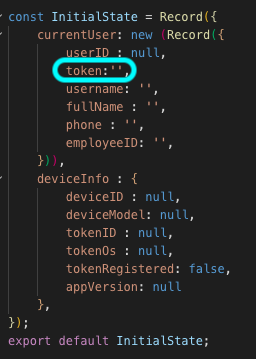 const InitialState = Record({
currentUser: new (Record({
userID : null,
token:'',
username: '',
fullName : '',
phone : '',
employeeID: '',
})),
deviceInfo : {
deviceID : null,
deviceModel: null,
tokenID : null,
tokenOs : null,
tokenRegistered: false,
appVersion: null
},
});
export default InitialState;